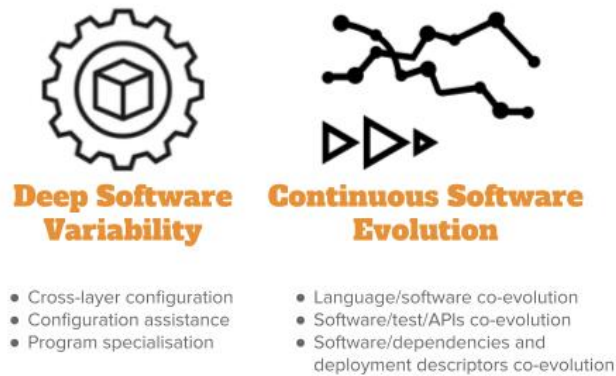 Deep Software
Variability
• Cross-layer configuration
• Configuration assistance
• Program specialisation
Continuous Software
Evolution
• Language/software co-evolution
• Software/test/APIs co-evolution
• Software/dependencies and
deployment descriptors co-evolution